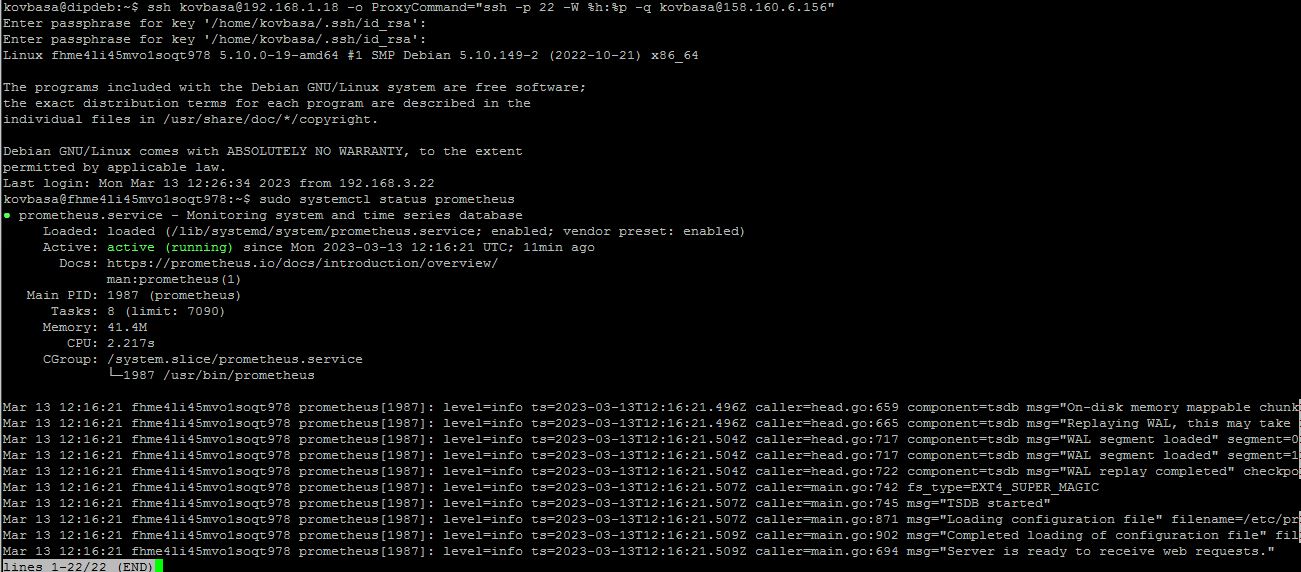 kovbasa@dipdeb:~$ ssh kovbasa@192.168.1.18 -o ProxyCommand="ssh -p 22 -W %h:%p -q kovbasa@158.160.6.156"
Enter passphrase for key '/home/kovbasa/.ssh/id_rsa':
Enter passphrase for key '/home/kovbasa/.ssh/id_rsa':
Linux fhme4li45mvo1soqt978 5.10.0-19-amd64 #1 SMP Debian 5.10.149-2 (2022-10-21) x86_64

The programs included with the Debian GNU/Linux system are free software;
the exact distribution terms for each program are described in the
individual files in /usr/share/doc/*/copyright.

Debian GNU/Linux comes with ABSOLUTELY NO WARRANTY, to the extent
permitted by applicable law.
Last login: Mon Mar 13 12:26:34 2023 from 192.168.3.22
kovbasa@fhme4li45mvo1soqt978:~$ sudo systemctl status prometheus
● prometheus.service - Monitoring system and time series database
     Loaded: loaded (/lib/systemd/system/prometheus.service; enabled; vendor preset: enabled)
     Active: active (running) since Mon 2023-03-13 12:16:21 UTC; 11min ago
       Docs: https://prometheus.io/docs/introduction/overview/
             man:prometheus(1)
   Main PID: 1987 (prometheus)
      Tasks: 8 (limit: 7090)
     Memory: 41.4M
        CPU: 2.217s
     CGroup: /system.slice/prometheus.service
             └─1987 /usr/bin/prometheus

Mar 13 12:16:21 fhme4li45mvo1soqt978 prometheus[1987]: level=info ts=2023-03-13T12:16:21.496Z caller=head.go:659 component=tsdb msg="On-disk memory mappable chunk
Mar 13 12:16:21 fhme4li45mvo1soqt978 prometheus[1987]: level=info ts=2023-03-13T12:16:21.496Z caller=head.go:665 component=tsdb msg="Replaying WAL, this may take
Mar 13 12:16:21 fhme4li45mvo1soqt978 prometheus[1987]: level=info ts=2023-03-13T12:16:21.504Z caller=head.go:717 component=tsdb msg="WAL segment loaded" segment=0
Mar 13 12:16:21 fhme4li45mvo1soqt978 prometheus[1987]: level=info ts=2023-03-13T12:16:21.504Z caller=head.go:717 component=tsdb msg="WAL segment loaded" segment=1
Mar 13 12:16:21 fhme4li45mvo1soqt978 prometheus[1987]: level=info ts=2023-03-13T12:16:21.504Z caller=head.go:722 component=tsdb msg="WAL replay completed" checkpo
Mar 13 12:16:21 fhme4li45mvo1soqt978 prometheus[1987]: level=info ts=2023-03-13T12:16:21.507Z caller=main.go:742 fs_type=EXT4_SUPER_MAGIC
Mar 13 12:16:21 fhme4li45mvo1soqt978 prometheus[1987]: level=info ts=2023-03-13T12:16:21.507Z caller=main.go:745 msg="TSDB started"
Mar 13 12:16:21 fhme4li45mvo1soqt978 prometheus[1987]: level=info ts=2023-03-13T12:16:21.507Z caller=main.go:871 msg="Loading configuration file" filename=/etc/pr
Mar 13 12:16:21 fhme4li45mvo1soqt978 prometheus[1987]: level=info ts=2023-03-13T12:16:21.509Z caller=main.go:902 msg="Completed loading of configuration file" fil
Mar 13 12:16:21 fhme4li45mvo1soqt978 prometheus[1987]: level=info ts=2023-03-13T12:16:21.509Z caller=main.go:694 msg="Server is ready to receive web requests."
lines 1-22/22 (END)